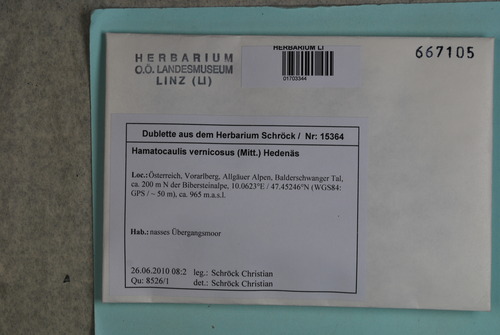 HERBARIUM
O.Ö. LANDESMUSEUM
LINZ (LI)
HERBARIUM LI
01703344
667105
Dublette aus dem Herbarium Schröck / Nr: 15364
Hamatocaulis vernicosus (Mitt.) Hedenäs
Loc.: Österreich, Vorarlberg, Allgäuer Alpen, Balderschwanger Tal,
ca. 200 m N der Bibersteinalpe, 10.0623°E / 47.45246°N (WGS84:
GPS / ~ 50 m), ca. 965 m.a.s.l.
Hab.: nasses Übergangsmoor
26.06.2010 08:2 leg.: Schröck Christian
Qu: 8526/1 det.: Schröck Christian